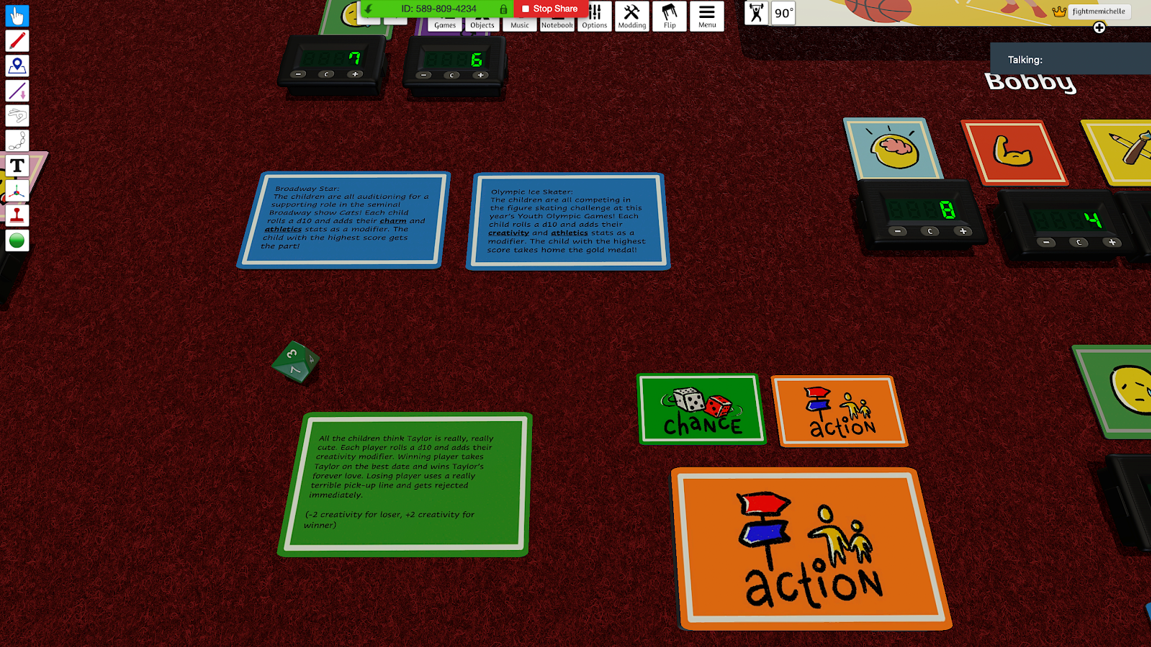 ID: 589-809-4234
Stop Share
Games
Objects
Music
Notebook
Options
Modding
Flip
Menu
90°
fightmemichelle
Talking:
Bobby
7
6
8
4
Broadway Star:
The children are all auditioning for a
supporting role in the seminal
Broadway show Gats! Each child
rolls a d10 and adds their charm and
athletics stats as a modifier. The
child with the highest score gets
the part!
Olympic Ice Skater:
The children are all competing in
the figure skating challenge at this
year's Youth Olympic Games! Each
child rolls a d10 and adds their
creativity and athletics stats as a
modifier. The child with the highest
score takes home the gold medal!
3
7
All the children think Taylor is really, really
cute. Each player rolls a d10 and adds their
creativity modifier. Winning player takes
Taylor on the best date and wins Taylor's
forever love. Losing player uses a really
terrible pick-up line and gets rejected
immediately.
(-2 creativity for loser, +2 creativity for
winner)
chance
action
action
T
C
C
C
C